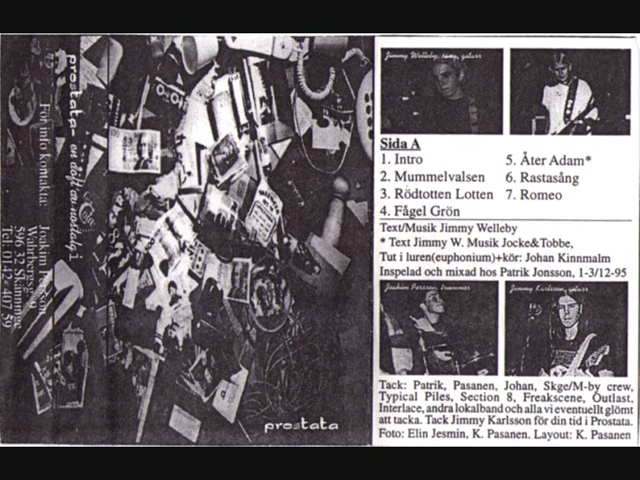 prostata - en doft av nostalgi
För info kontakta:
Joakim Persson
596 32 Skänninge
Tel: 0142-407 59
prostata
Jimmy Welleby, sång, gitarr
Sida A
1. Intro
2. Mummelvalsen
3. Rödtotten Lotten
4. Fågel Grön
5. Åter Adam*
6. Rastasång
7. Romeo
Text/Musik Jimmy Welleby
* Text Jimmy W. Musik Jocke&Tobbe,
Tut i luren(euphonium)+kör: Johan Kinnmalm
Inspelad och mixad hos Patrik Jonsson, 1-3/12-95
Joakim Persson, trummor
Jimmy Karlsson, gitarr
Tack: Patrik, Pasanen, Johan, Skge/M-by crew,
Typical Piles, Section 8, Freakscene, Outlast,
Interlace, andra lokalband och alla vi eventuellt glömt
att tacka. Tack Jimmy Karlsson för din tid i Prostata.
Foto: Elin Jesmin, K. Pasanen. Layout: K. Pasanen